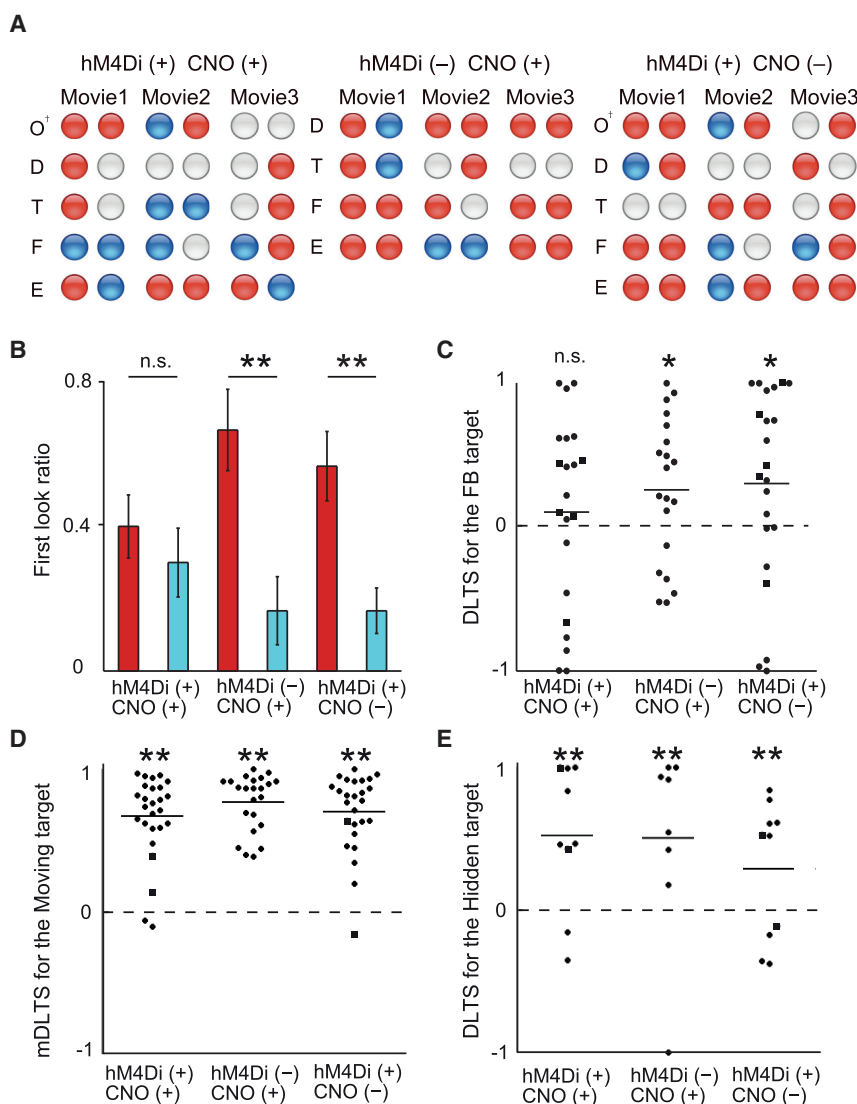 A
hM4Di (+) CNO (+)
hM4Di (–) CNO (+)
hM4Di (+) CNO (–)
Movie1 Movie2 Movie3
Movie1 Movie2 Movie3
Movie1 Movie2 Movie3
O†
D
T
F
E
D
T
F
E
O†
D
T
F
E
B
n.s.
**
**
0.8
0.4
0
First look ratio
hM4Di (+)
CNO (+)
hM4Di (–)
CNO (+)
hM4Di (+)
CNO (–)
C
n.s.
*
*
1
0
-1
DLTS for the FB target
hM4Di (+)
CNO (+)
hM4Di (–)
CNO (+)
hM4Di (+)
CNO (–)
D
**
**
**
1
0
-1
mDLTS for the Moving target
hM4Di (+)
CNO (+)
hM4Di (–)
CNO (+)
hM4Di (+)
CNO (–)
E
**
**
**
1
0
-1
DLTS for the Hidden target
hM4Di (+)
CNO (+)
hM4Di (–)
CNO (+)
hM4Di (+)
CNO (–)